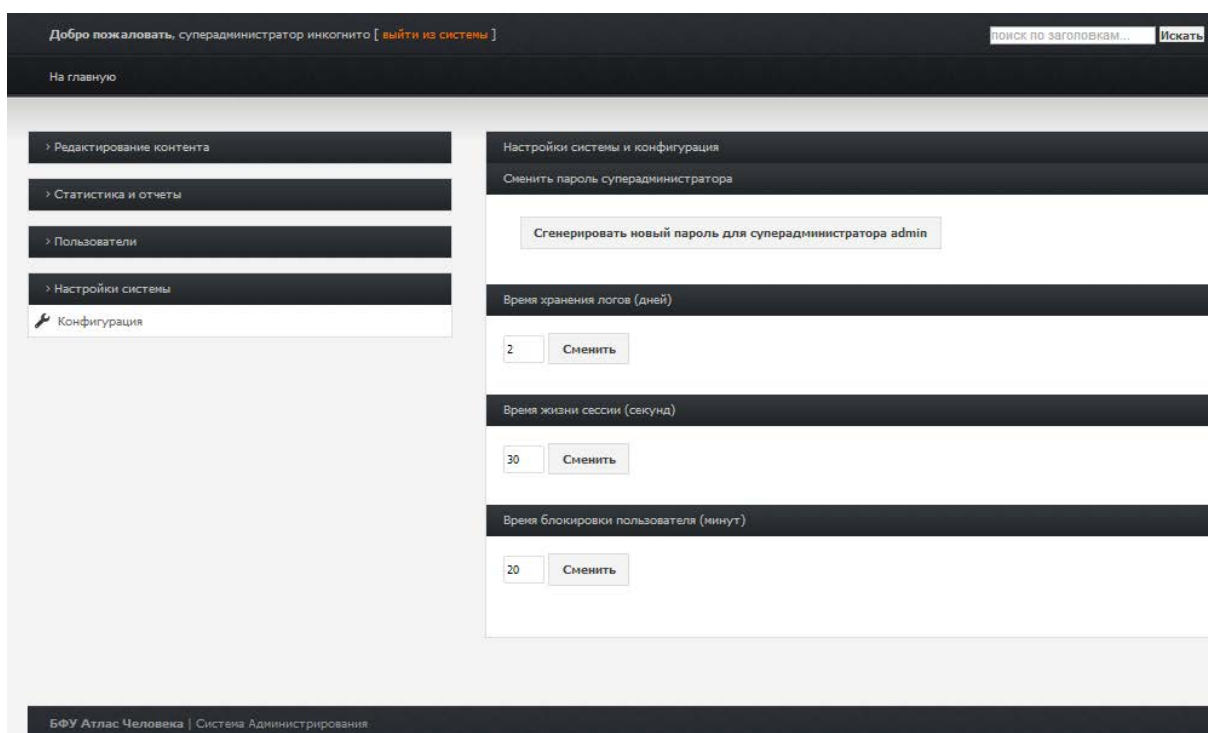 Добро пожаловать, суперадминистратор инкогнито [ выйти из системы ]
поиск по заголовкам... Искать
На главную
› Редактирование контента
› Статистика и отчеты
› Пользователи
› Настройки системы
Конфигурация
Настройки системы и конфигурация
Сменить пароль суперадминистратора
Сгенерировать новый пароль для суперадминистратора admin
Время хранения логов (дней)
2 Сменить
Время жизни сессии (секунд)
30 Сменить
Время блокировки пользователя (минут)
20 Сменить
БФУ Атлас Человека | Система Администрирования